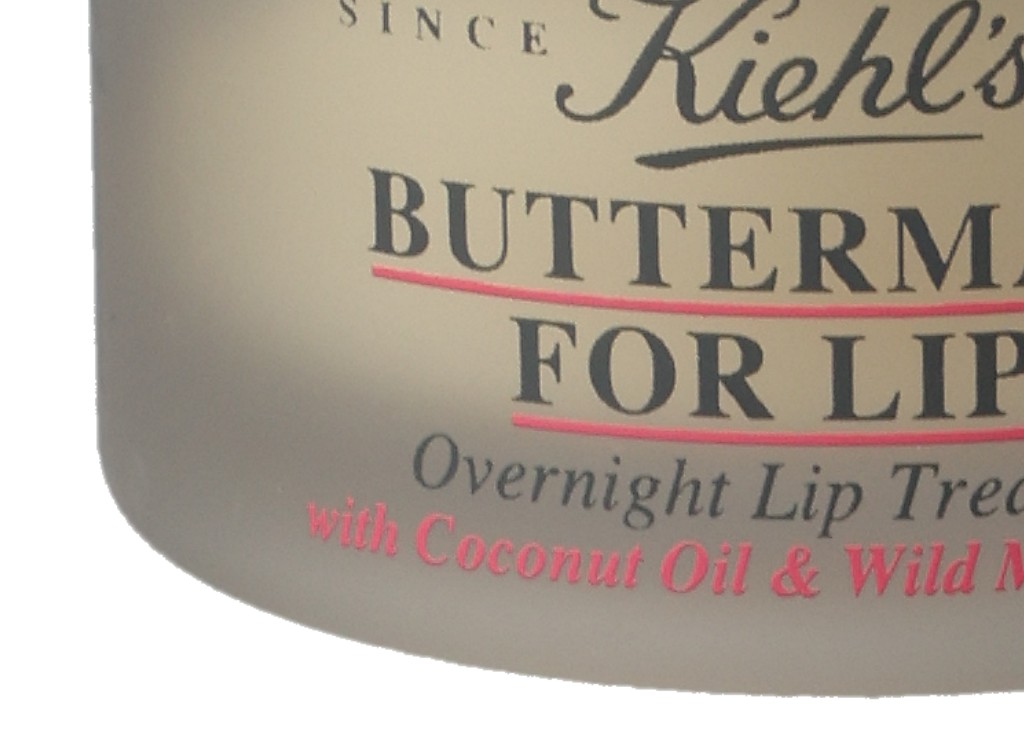 SINCE
Kiehl's
BUTTERMA
FOR LIP
Overnight Lip Trea
with Coconut Oil & Wild M